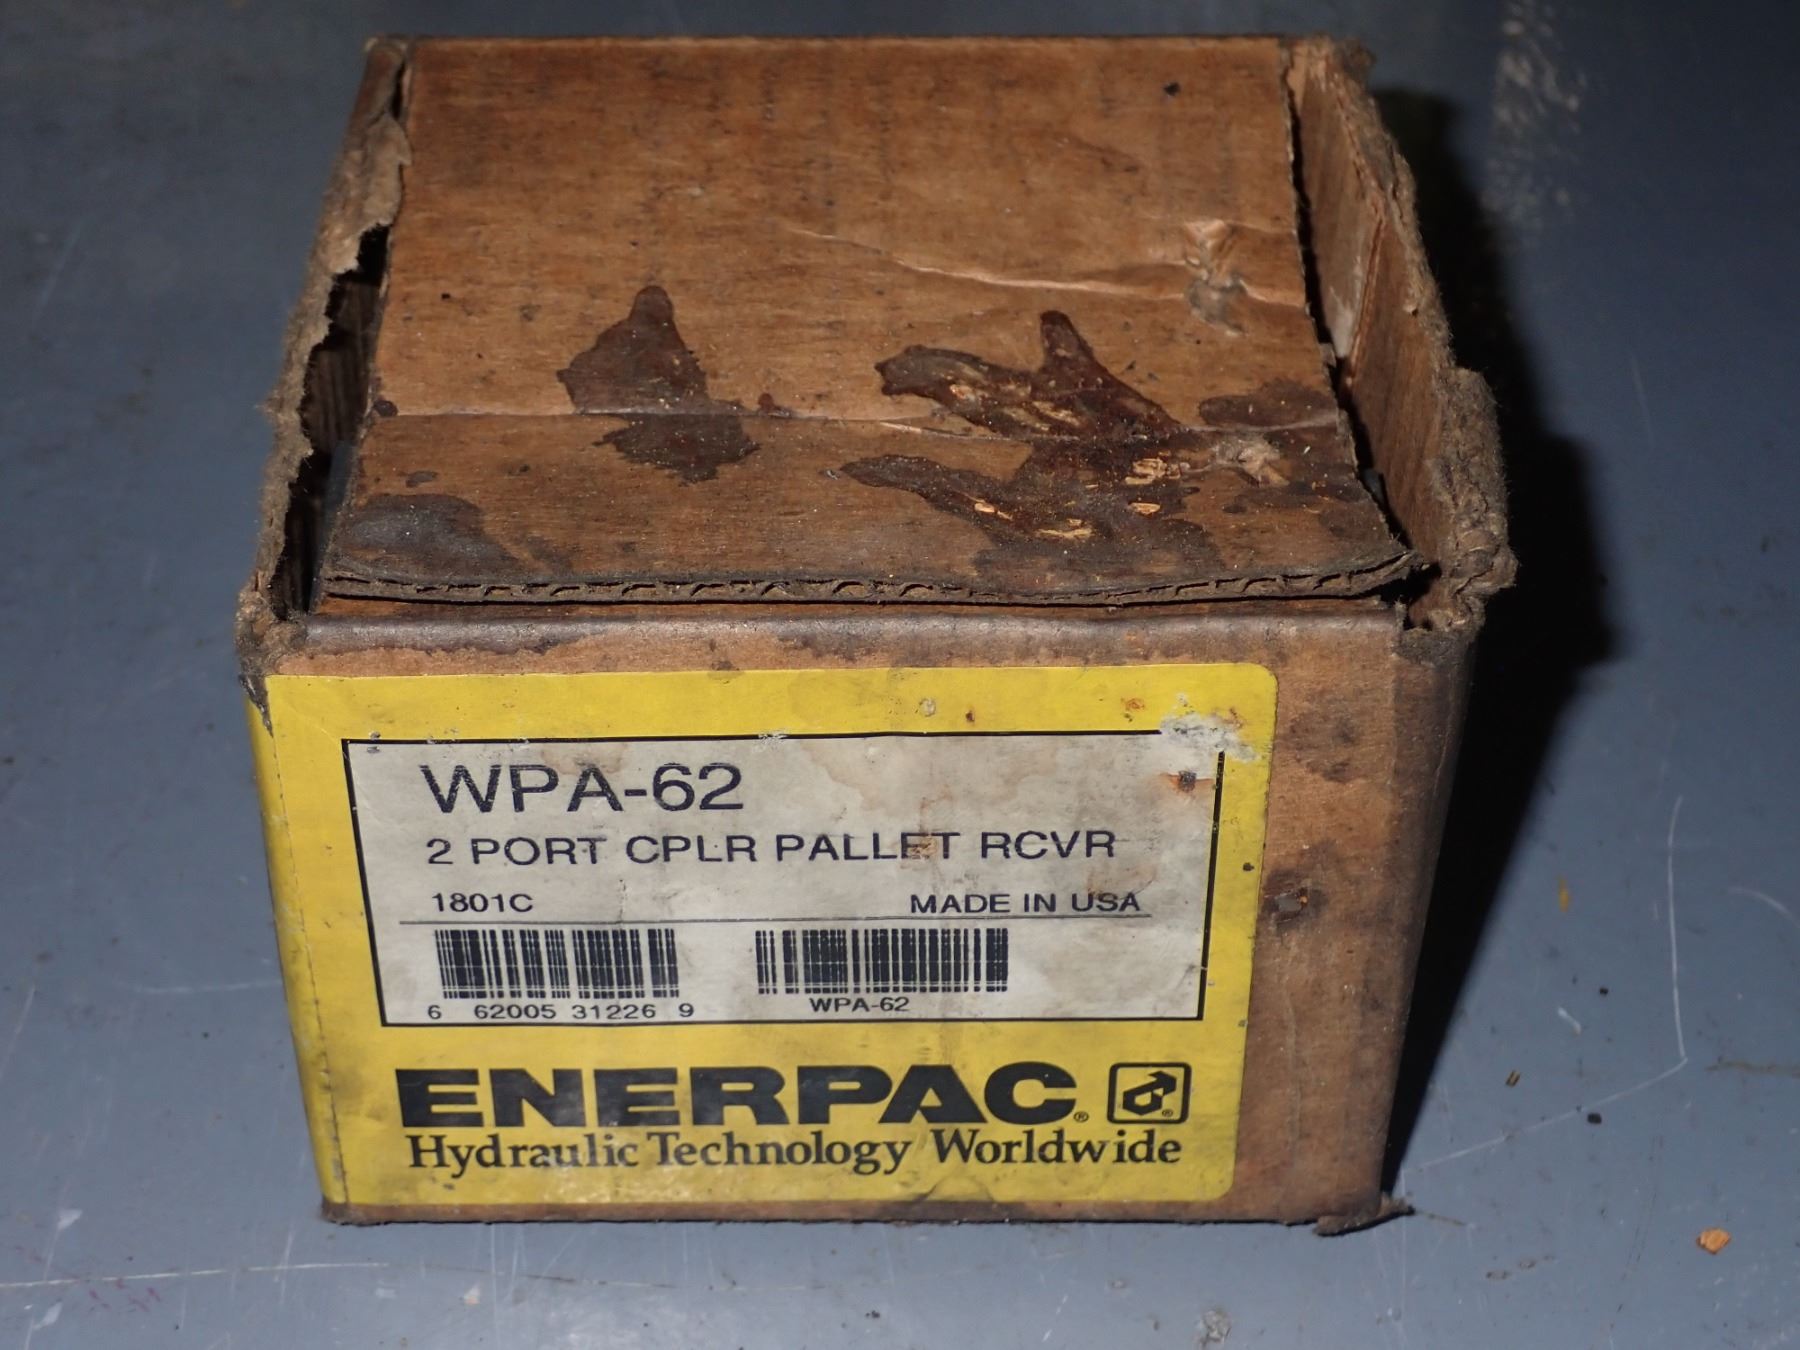 WPA-62
2 PORT CPLR PALLET RCVR
1801C MADE IN USA
6 62005 31226 9 WPA-62
ENERPAC®
Hydraulic Technology Worldwide